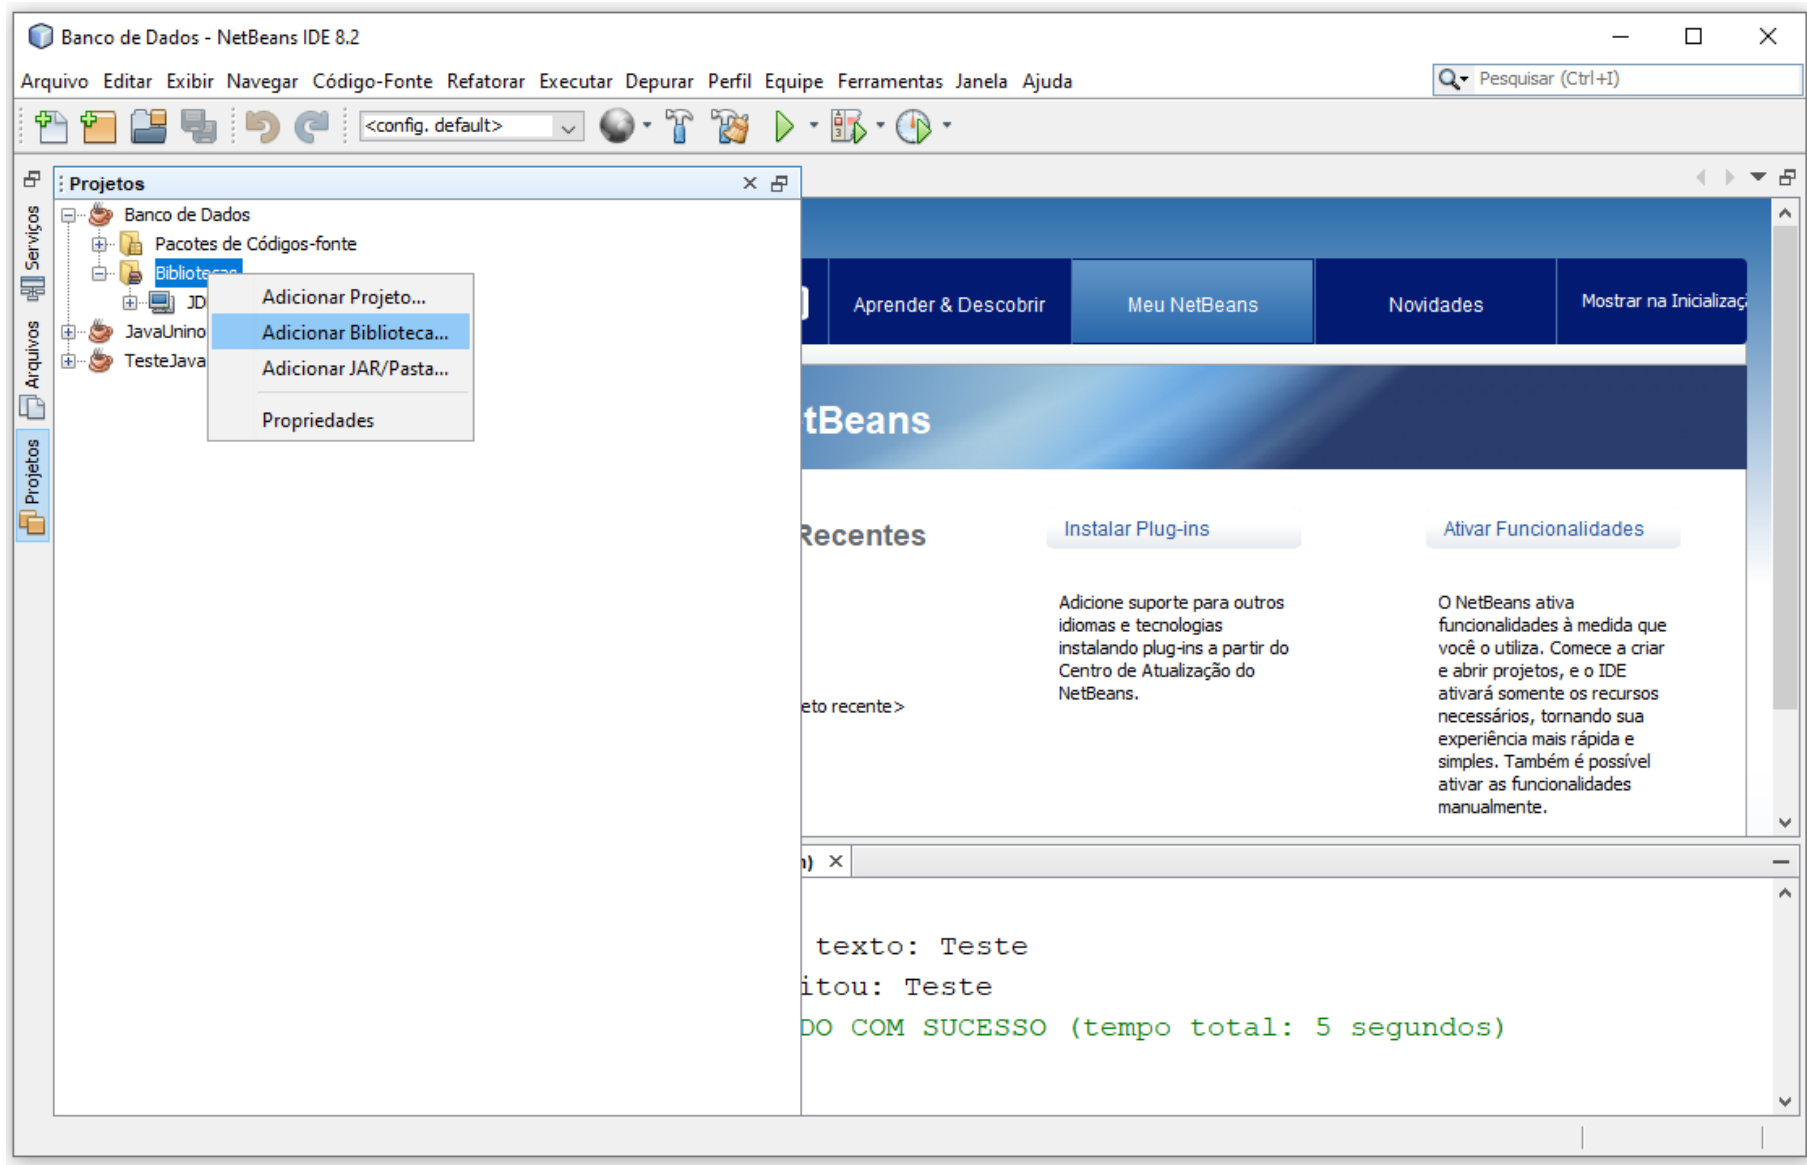 Banco de Dados - NetBeans IDE 8.2
Arquivo Editar Exibir Navegar Código-Fonte Refatorar Executar Depurar Perfil Equipe Ferramentas Janela Ajuda
Pesquisar (Ctrl+I)
<config. default>
Serviços
Arquivos
Projetos
Projetos
Banco de Dados
Pacotes de Códigos-fonte
Bibliotecas
JD
JavaUnino
TesteJava
Adicionar Projeto...
Adicionar Biblioteca...
Adicionar JAR/Pasta...
Propriedades
Aprender & Descobrir
Meu NetBeans
Novidades
Mostrar na Inicializaç
tBeans
Recentes
eto recente>
Instalar Plug-ins
Adicione suporte para outros
idiomas e tecnologias
instalando plug-ins a partir do
Centro de Atualização do
NetBeans.
Ativar Funcionalidades
O NetBeans ativa
funcionalidades à medida que
você o utiliza. Comece a criar
e abrir projetos, e o IDE
ativará somente os recursos
necessários, tornando sua
experiência mais rápida e
simples. Também é possível
ativar as funcionalidades
manualmente.
texto: Teste
itou: Teste
DO COM SUCESSO (tempo total: 5 segundos)